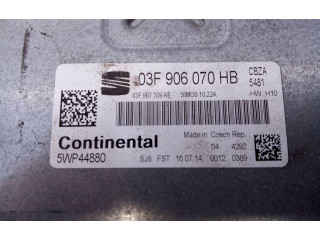 03F 906 070 HB
CBZA
5481
03F 907 309 AE SIMOS 10.22A
HW: H10
Made in Czech Rep.
Continental
5WP44880
04 4292
SJ6 FST 16.07.14 0012 0389